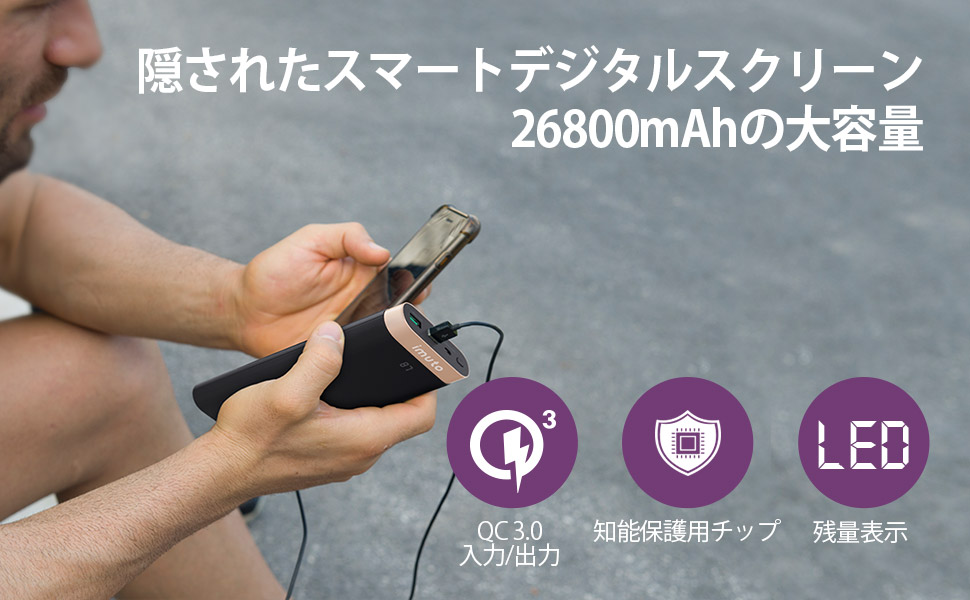 隠されたスマートデジタルスクリーン
26800mAhの大容量
imuto
87
3
LED
QC 3.0
入力/出力
知能保護用チップ
残量表示